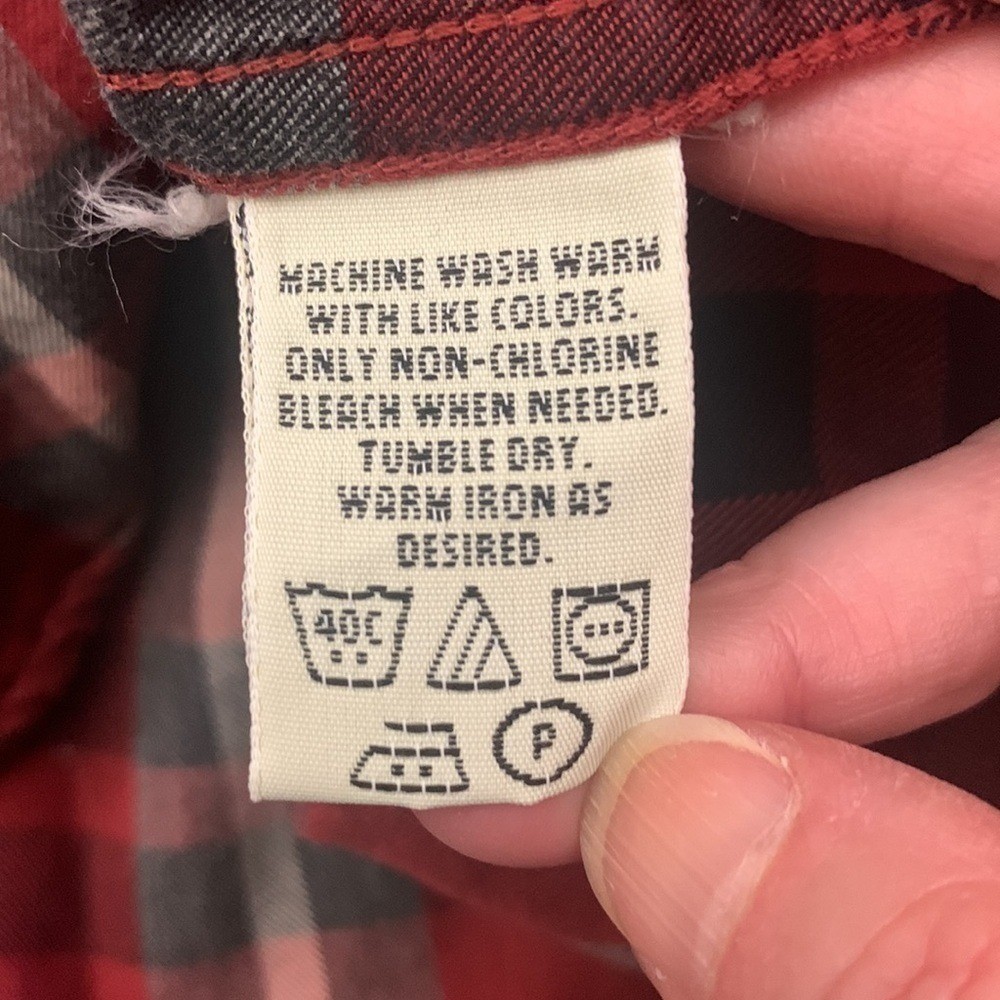 MACHINE WASH WARM
WITH LIKE COLORS.
ONLY NON-CHLORINE
BLEACH WHEN NEEDED.
TUMBLE DRY.
WARM IRON AS
DESIRED.
40C
P